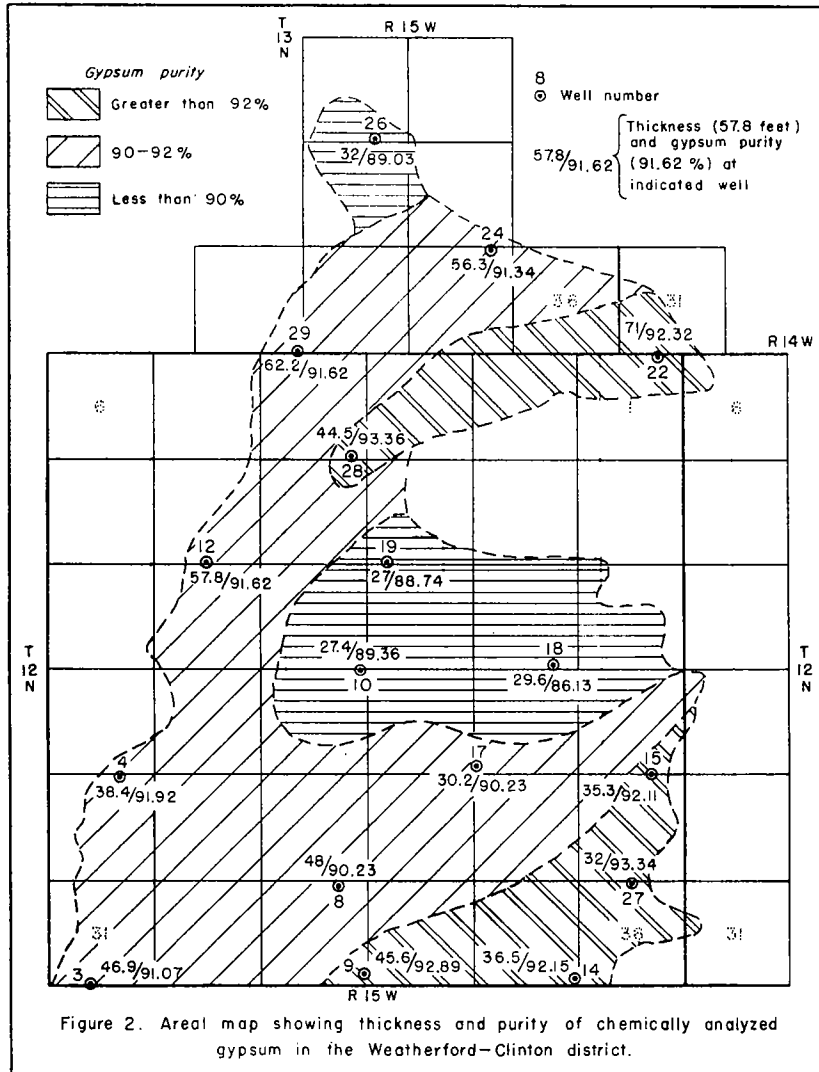 T
13
N
R 15 W
Gypsum purity
Greater than 92%
90-92%
Less than 90%
8
Well number
57.8/91.62
Thickness (57.8 feet)
and gypsum purity
(91.62 %) at
indicated well
26
32/89.03
24
56.3/91.34
36
31
29
62.2/91.62
71/92.32
22
R 14 W
6
1
6
44.5/93.36
28
12
57.8/91.62
19
27/88.74
T
12
N
27.4/89.36
10
18
29.6/86.13
T
12
N
4
38.4/91.92
17
30.2/90.23
15
35.3/92.11
48/90.23
8
32/93.34
27
31
36
31
3
46.9/91.07
9
45.6/92.89
36.5/92.15
14
R 15 W
Figure 2. Areal map showing thickness and purity of chemically analyzed
gypsum in the Weatherford-Clinton district.